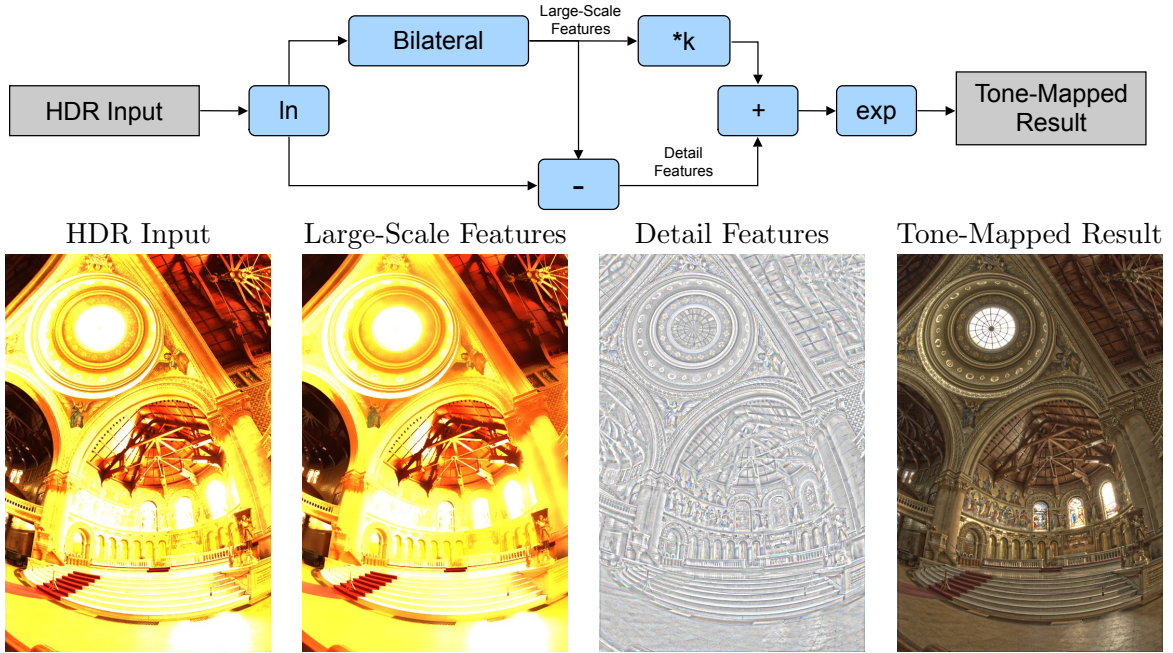 Large-Scale
Features
Bilateral
*k
HDR Input
ln
+
exp
Tone-Mapped
Result
-
Detail
Features
HDR Input
Large-Scale Features
Detail Features
Tone-Mapped Result